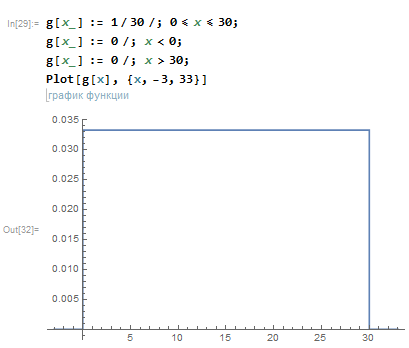 In[29]:= g[x_] := 1/30 /; 0 ≤ x ≤ 30;
g[x_] := 0 /; x < 0;
g[x_] := 0 /; x > 30;
Plot[g[x], {x, -3, 33}]
график функции
0.035
0.030
0.025
0.020
Out[32]=
0.015
0.010
0.005
5 10 15 20 25 30